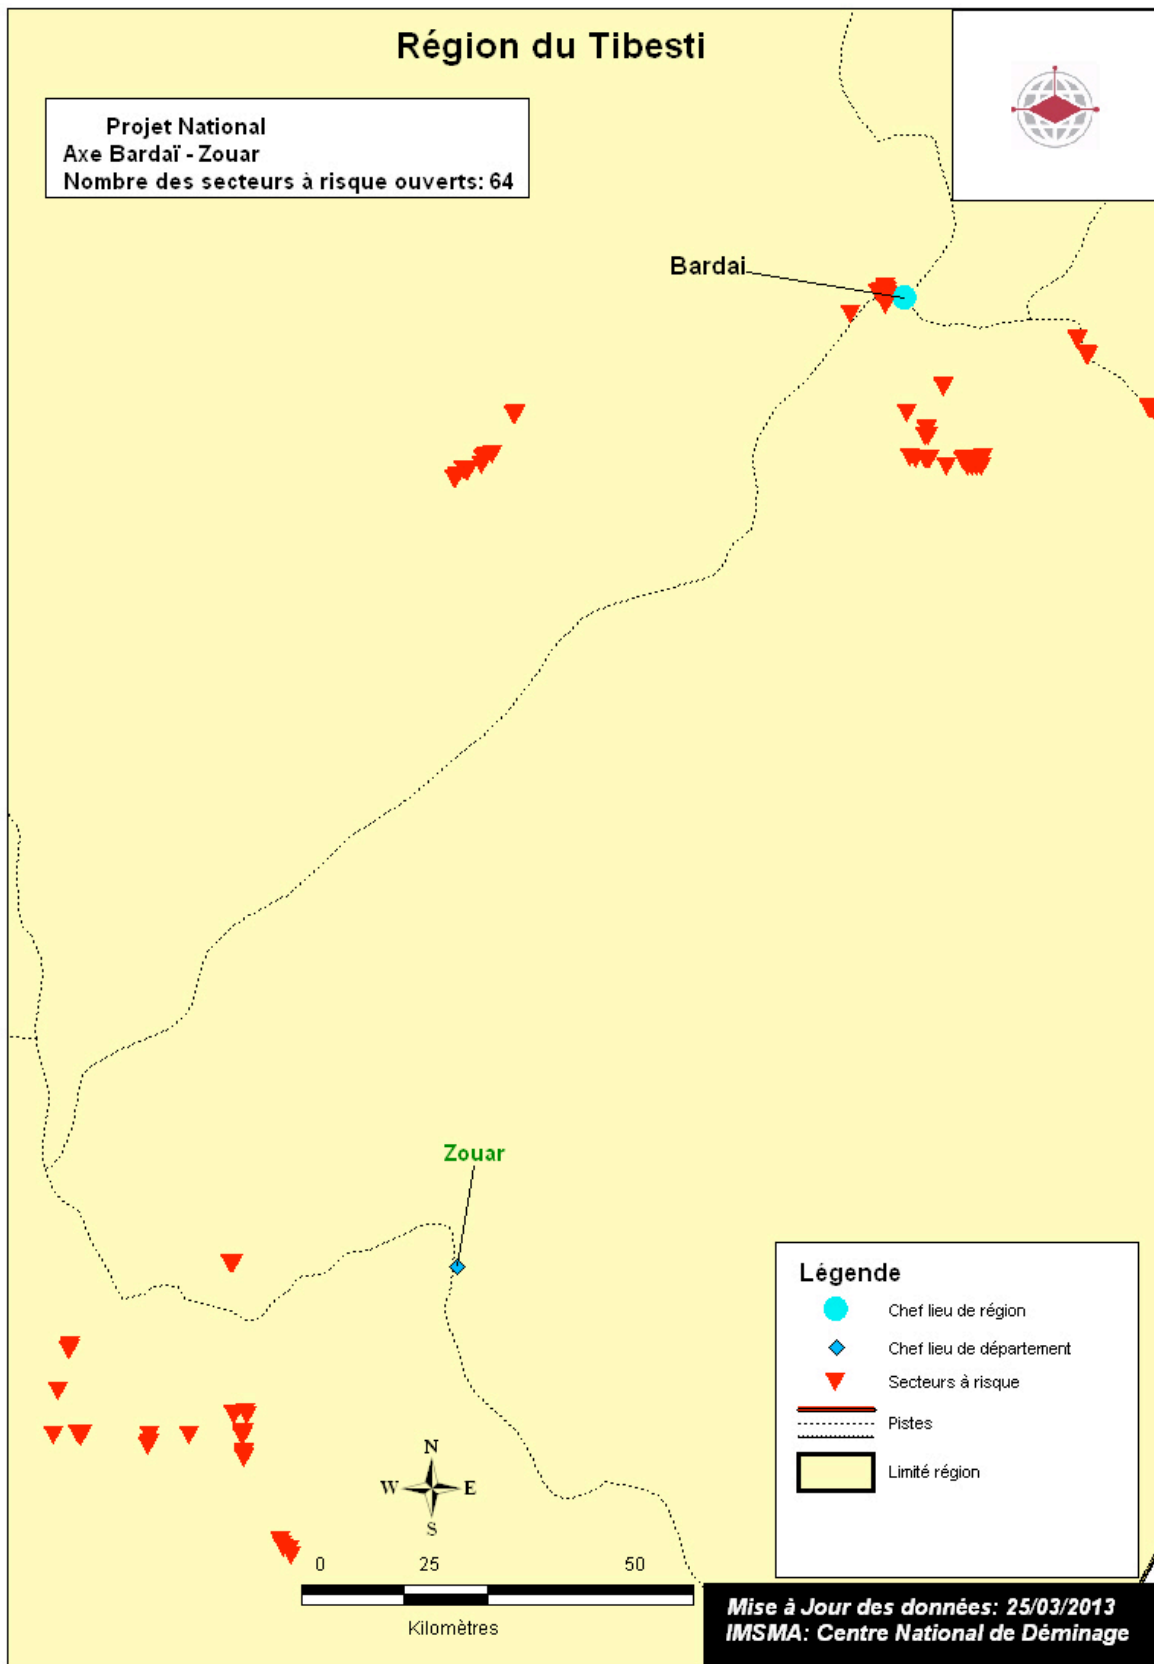 Région du Tibesti
Projet National
Axe Bardaï - Zouar
Nombre des secteurs à risque ouverts: 64
Bardai
Zouar
Légende
Chef lieu de région
Chef lieu de département
Secteurs à risque
Pistes
Limité région
N
W E
S
0 25 50
Kilomètres
Mise à Jour des données: 25/03/2013
IMSMA: Centre National de Déminage